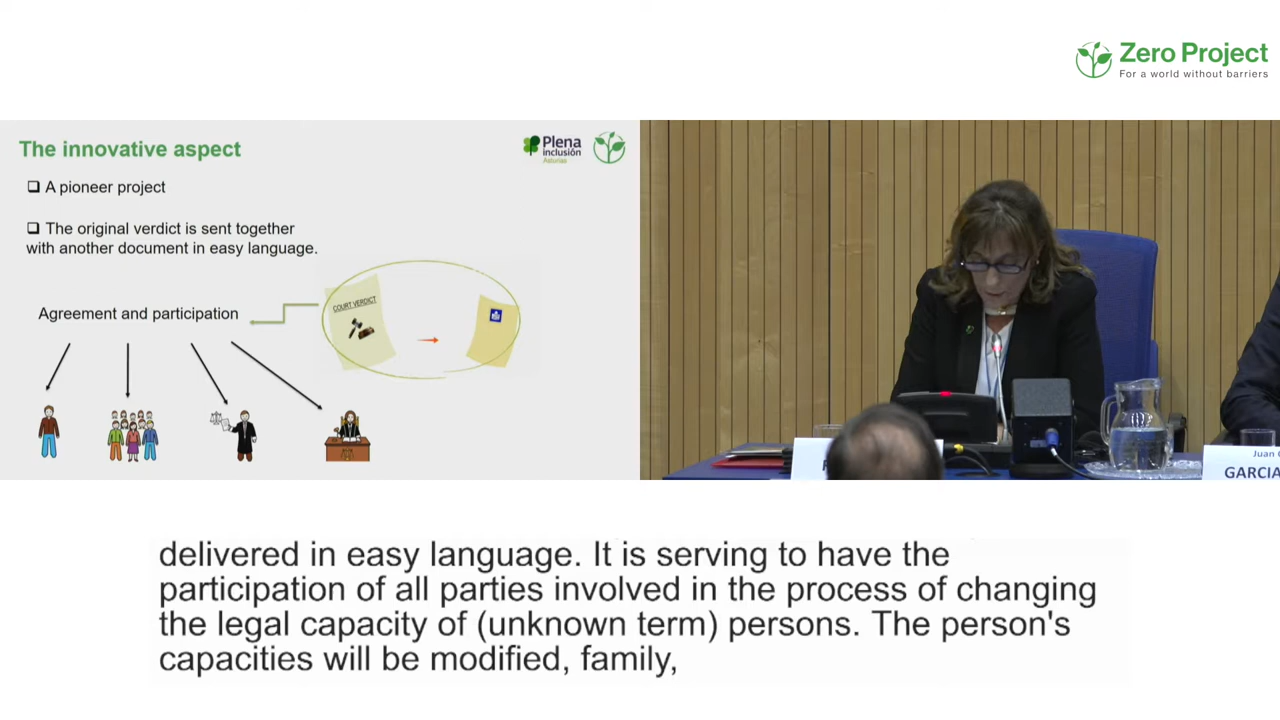 Zero Project
For a world without barriers
The innovative aspect
Plena
inclusión
Asturias
A pioneer project
The original verdict is sent together
with another document in easy language.
COURT VERDICT
Agreement and participation
Juan
GARCIA
delivered in easy language. It is serving to have the
participation of all parties involved in the process of changing
the legal capacity of (unknown term) persons. The person's
capacities will be modified, family,